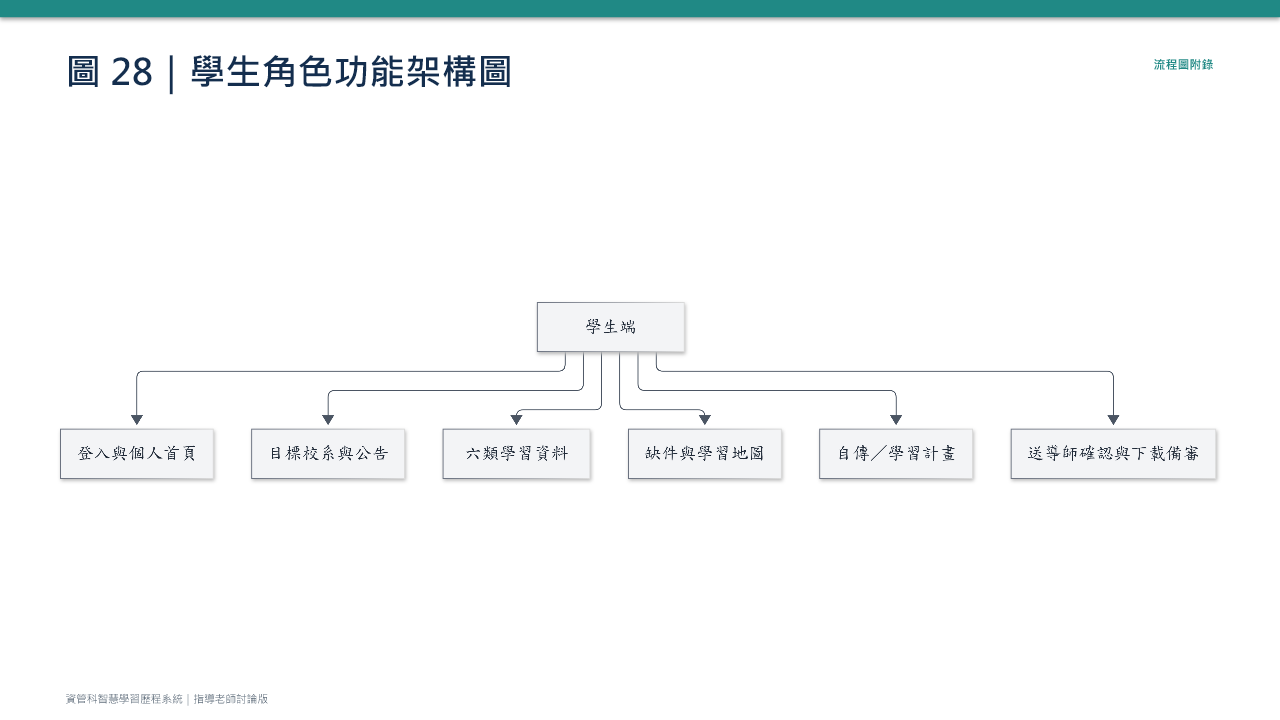 圖 28｜學生角色功能架構圖
流程圖附錄
學生端
登入與個人首頁
目標校系與公告
六類學習資料
缺件與學習地圖
自傳／學習計畫
送導師確認與下載備審
資管科智慧學習歷程系統｜指導老師討論版